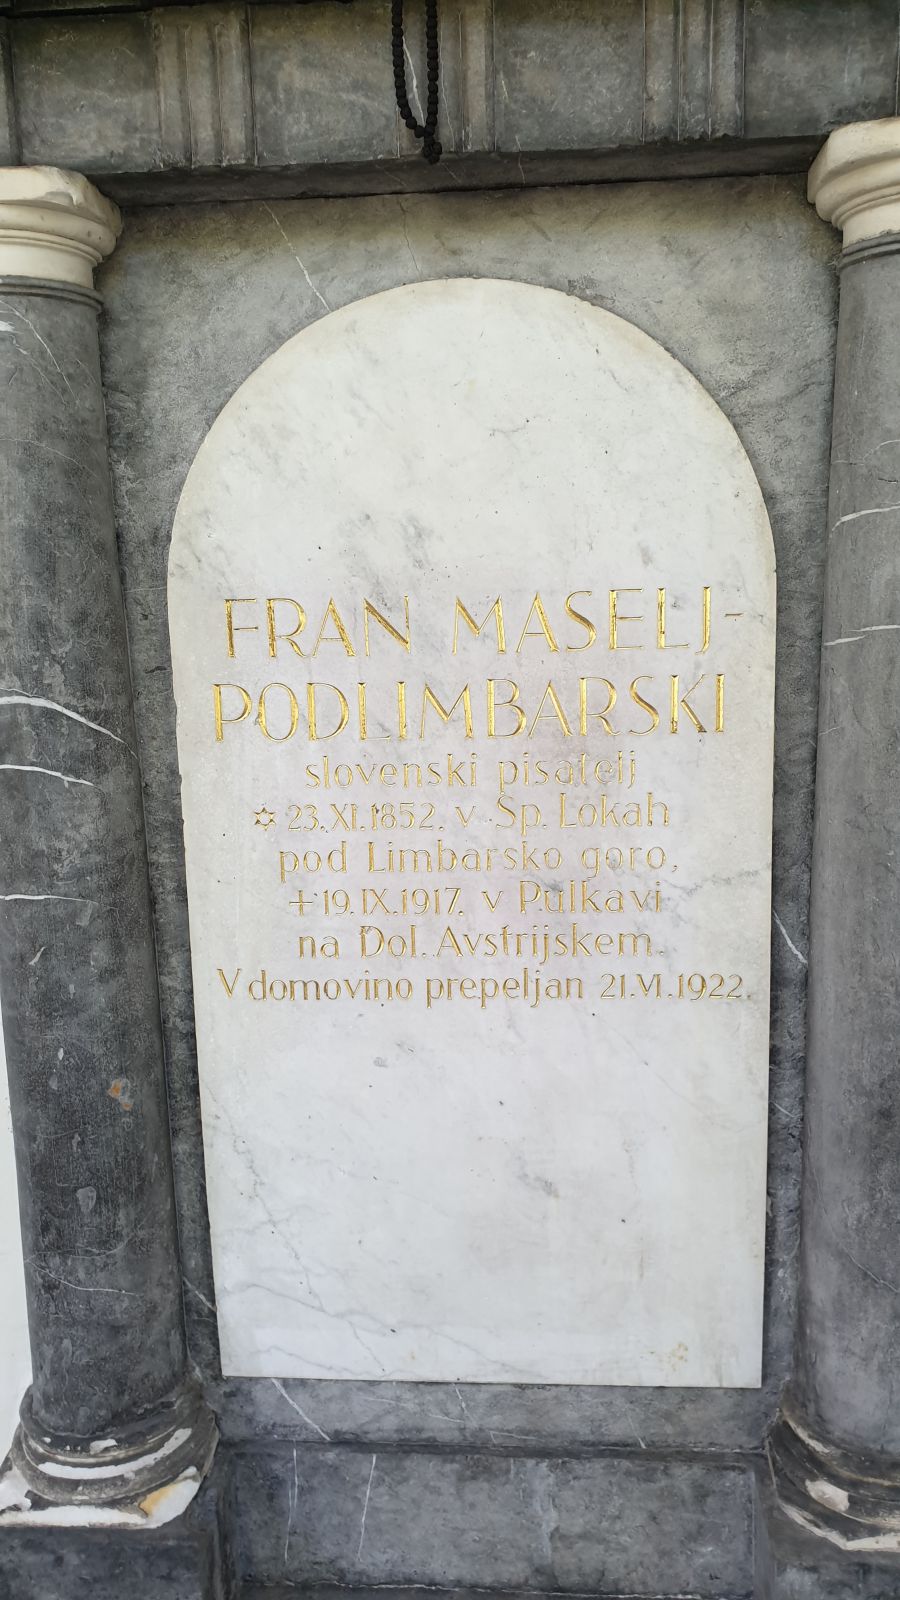 FRAN MASELJ-
PODLIMBARSKI
slovenski pisatelj
✡ 23.XI.1852. v Sp. Lokah
pod Limbarsko goro,
+19.IX.1917. v Pulkavi
na Dol. Avstrijskem.
V domovino prepeljan 21.VI.1922.